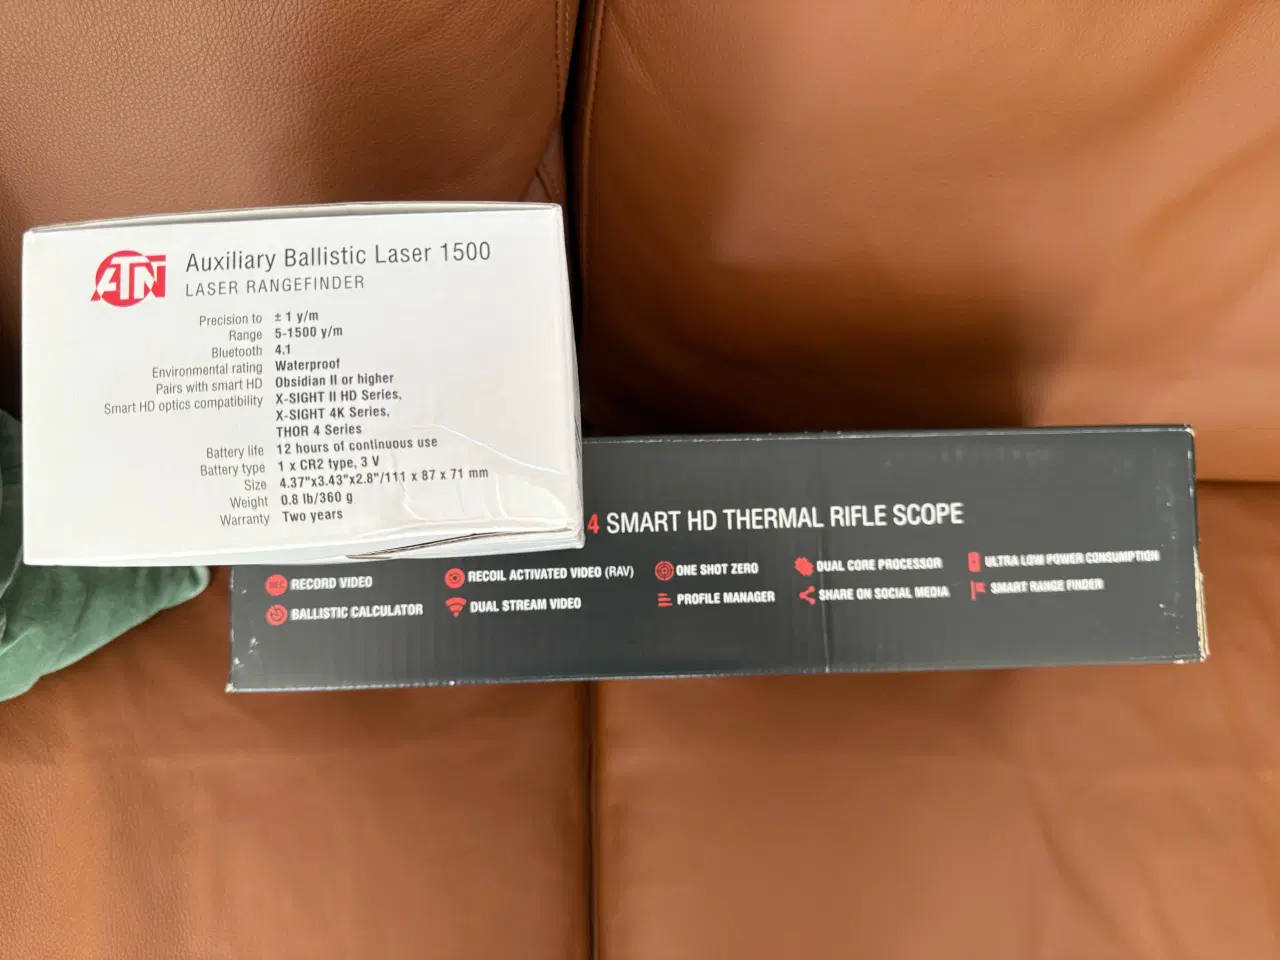 ATN
Auxiliary Ballistic Laser 1500
LASER RANGEFINDER
Precision to ± 1 y/m
Range 5-1500 y/m
Bluetooth 4.1
Environmental rating Waterproof
Pairs with smart HD Obsidian II or higher
Smart HD optics compatibility X-SIGHT II HD Series,
X-SIGHT 4K Series,
THOR 4 Series
Battery life 12 hours of continuous use
Battery type 1 x CR2 type, 3 V
Size 4.37"x3.43"x2.8"/111 x 87 x 71 mm
Weight 0.8 lb/360 g
Warranty Two years
4 SMART HD THERMAL RIFLE SCOPE
REC RECORD VIDEO
RECOIL ACTIVATED VIDEO (RAV)
ONE SHOT ZERO
DUAL CORE PROCESSOR
ULTRA LOW POWER CONSUMPTION
BALLISTIC CALCULATOR
DUAL STREAM VIDEO
PROFILE MANAGER
SHARE ON SOCIAL MEDIA
SMART RANGE FINDER